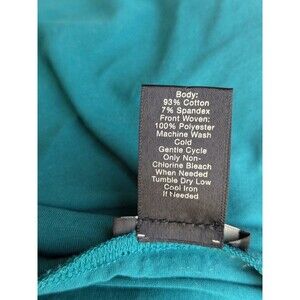 Body:
93% Cotton
7% Spandex
Front Woven:
100% Polyester
Machine Wash
Cold
Gentle Cycle
Only Non-
Chlorine Bleach
When Needed
Tumble Dry Low
Cool Iron
If Needed